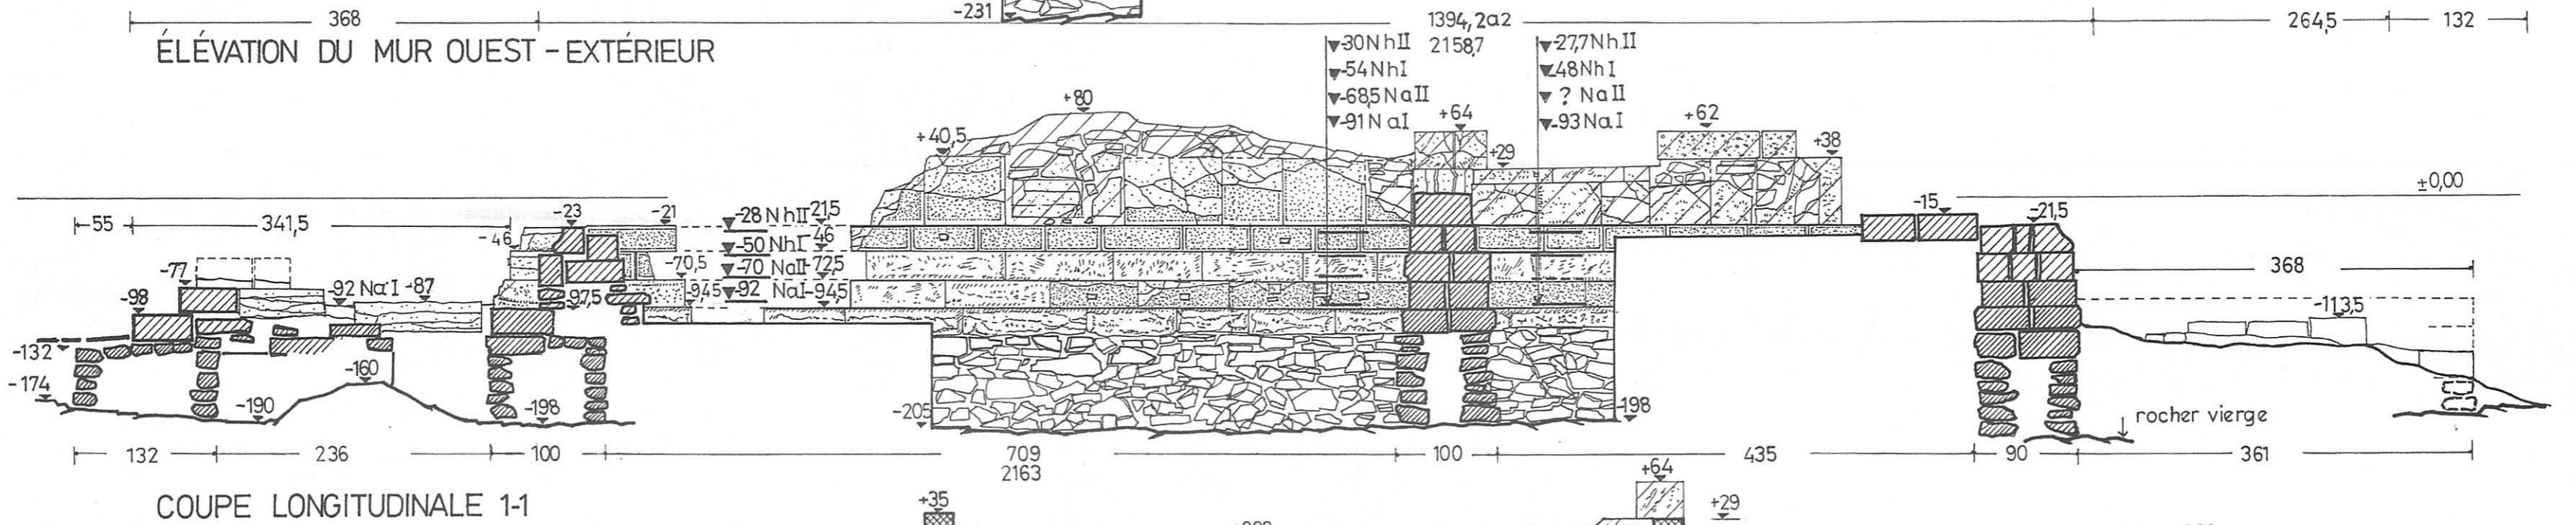 -231
368
1394,2a2
2158,7
264,5
132
ÉLÉVATION DU MUR OUEST - EXTÉRIEUR
-30 NhII
-54 NhI
-68,5 NaII
-91 NaI
-27,7 Nh.II
-48 NhI
? NaII
-93 NaI
+80
+64
+62
+40,5
+29
+38
±0,00
-55
341,5
-23
-21
-28 NhII 21,5
-15
-21,5
-46
-50 NhI -46
-70,5
-70 NaII -72,5
-77
-92 NaI -87
-98
-97,5
-94,5
-92 NaI -94,5
368
-113,5
-132
-174
-160
-190
-198
-205
-198
rocher vierge
132
236
100
709
2163
100
435
90
361
COUPE LONGITUDINALE 1-1
+35
+64
+29